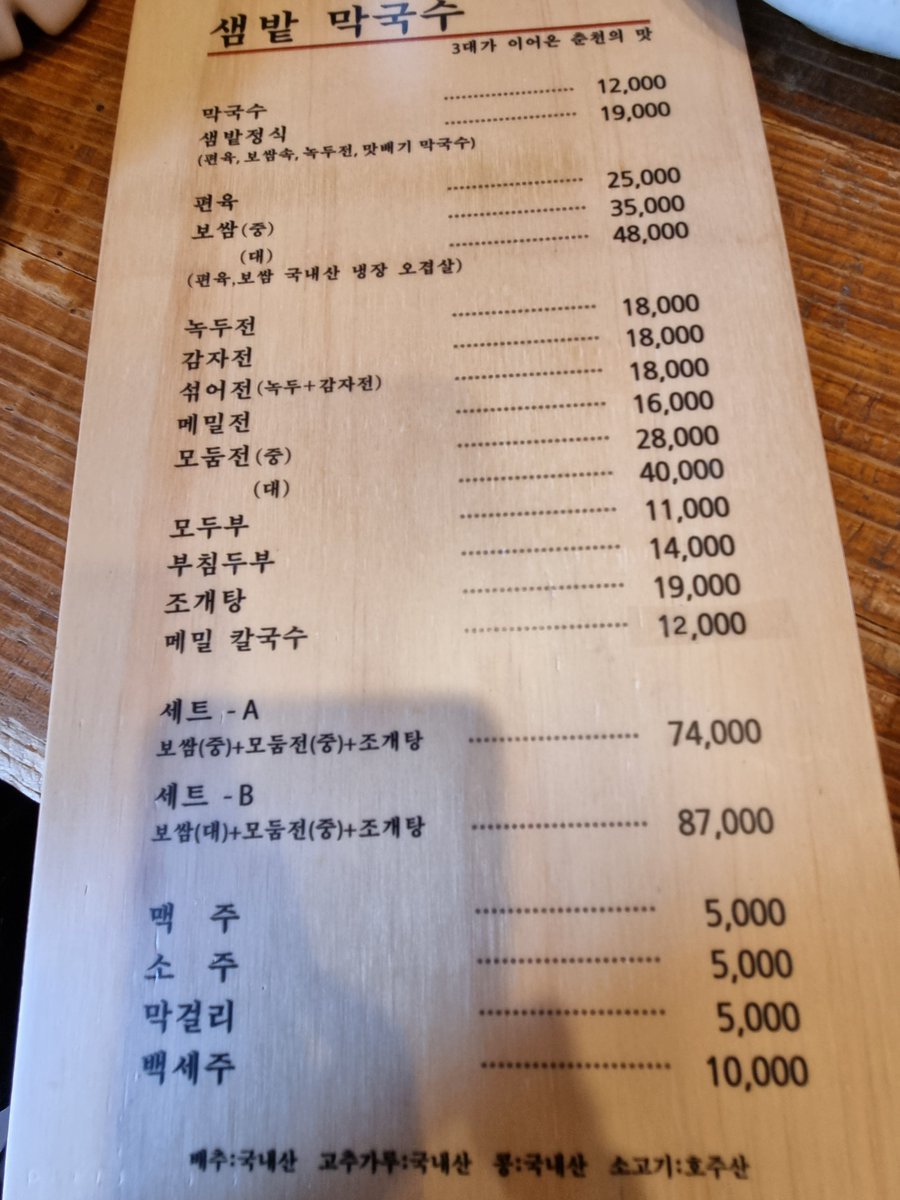 샘밭 막국수
3대가 이어온 춘천의 맛
막국수 12,000
샘밭정식 19,000
(편육, 보쌈속, 녹두전, 맛배기 막국수)
편육 25,000
보쌈(중) 35,000
(대) 48,000
(편육,보쌈 국내산 냉장 오겹살)
녹두전 18,000
감자전 18,000
섞어전(녹두+감자전) 18,000
메밀전 16,000
모둠전(중) 28,000
(대) 40,000
모두부 11,000
부침두부 14,000
조개탕 19,000
메밀 칼국수 12,000
세트 -A
보쌈(중)+모둠전(중)+조개탕 74,000
세트 -B
보쌈(대)+모둠전(중)+조개탕 87,000
맥 주 5,000
소 주 5,000
막걸리 5,000
백세주 10,000
배추:국내산 고추가루:국내산 콩:국내산 소고기:호주산